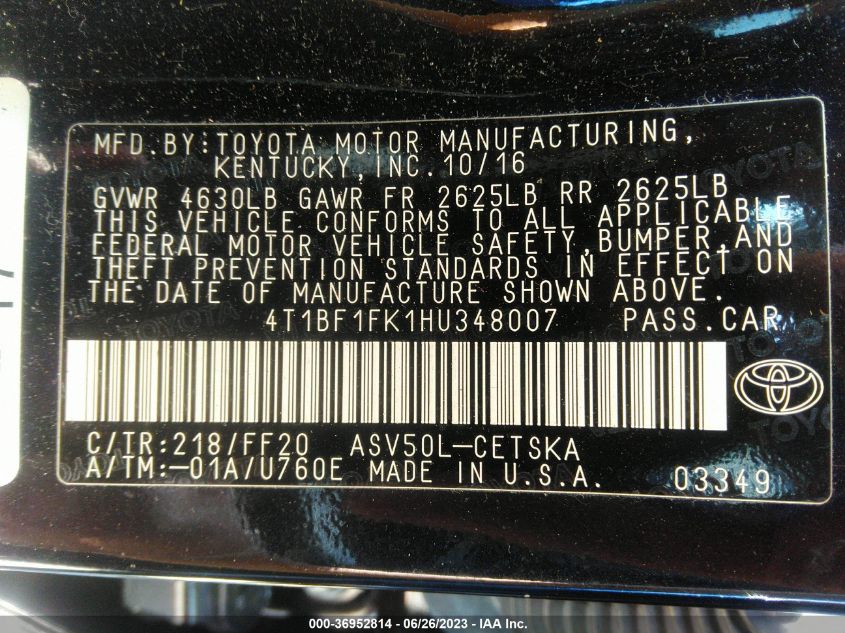 MFD.BY:TOYOTA MOTOR MANUFACTURING,
KENTUCKY,INC.10/16
GVWR 4630LB GAWR FR 2625LB RR 2625LB
THIS VEHICLE CONFORMS TO ALL APPLICABLE
FEDERAL MOTOR VEHICLE SAFETY,BUMPER,AND
THEFT PREVENTION STANDARDS IN EFFECT ON
THE DATE OF MANUFACTURE SHOWN ABOVE.
4T1BF1FK1HU348007 PASS.CAR
C/TR:218/FF20 ASV50L-CETSKA
A/TM:-01A/U760E MADE IN U.S.A. 03349
000-36952814 - 06/26/2023 - IAA Inc.